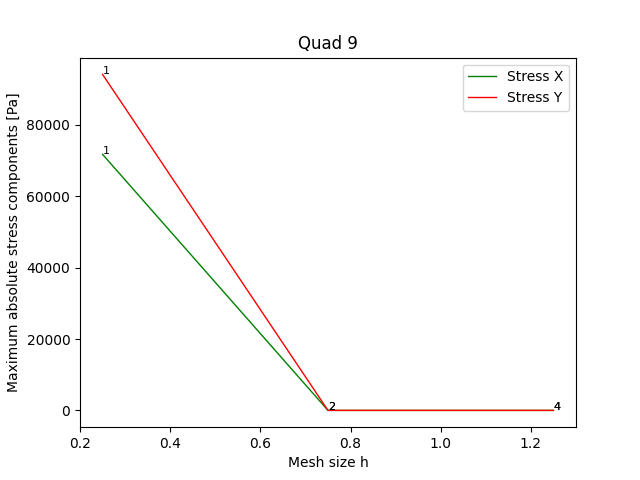 Quad 9
Maximum absolute stress components [Pa]
80000
60000
40000
20000
0
1
1
2
4
Stress X
Stress Y
0.2 0.4 0.6 0.8 1.0 1.2
Mesh size h